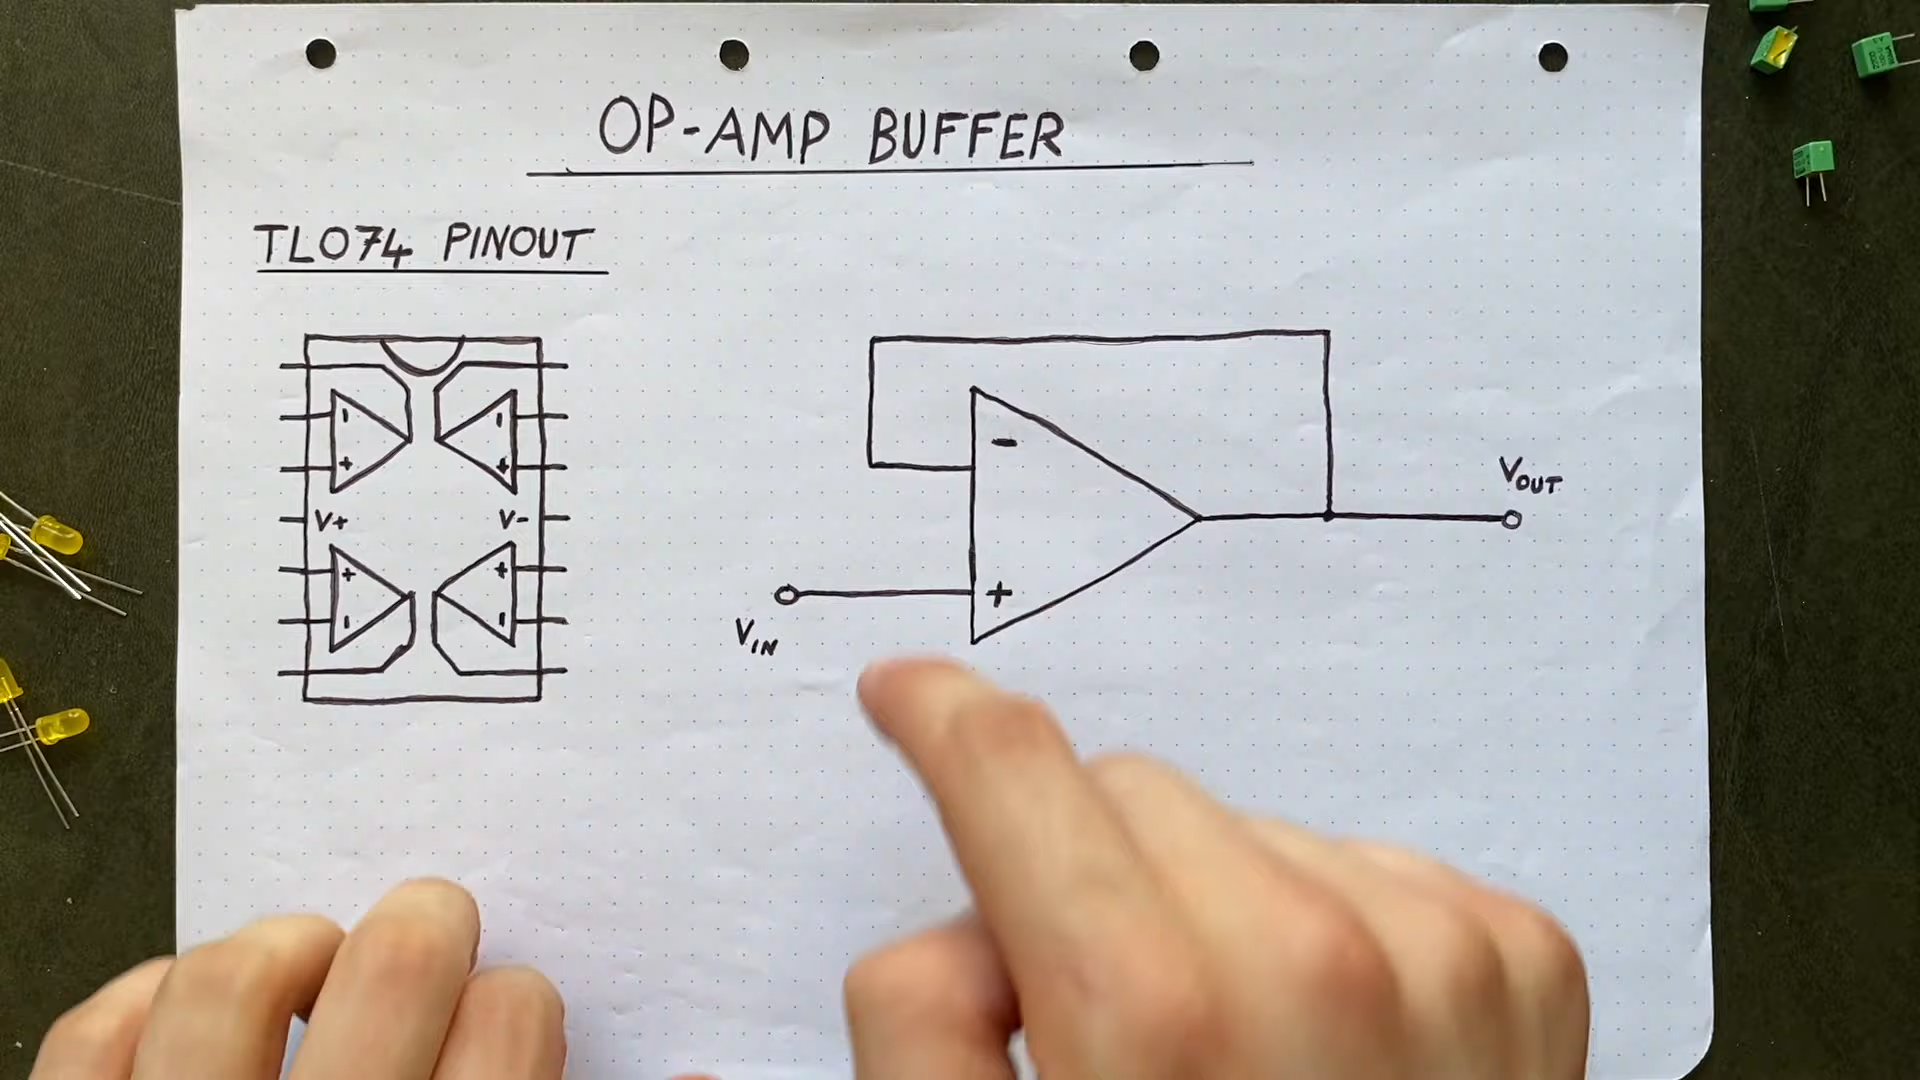 OP-AMP BUFFER
TL074 PINOUT
- -
+ +
V+ V-
+ +
- -
-
+
VOUT
VIN